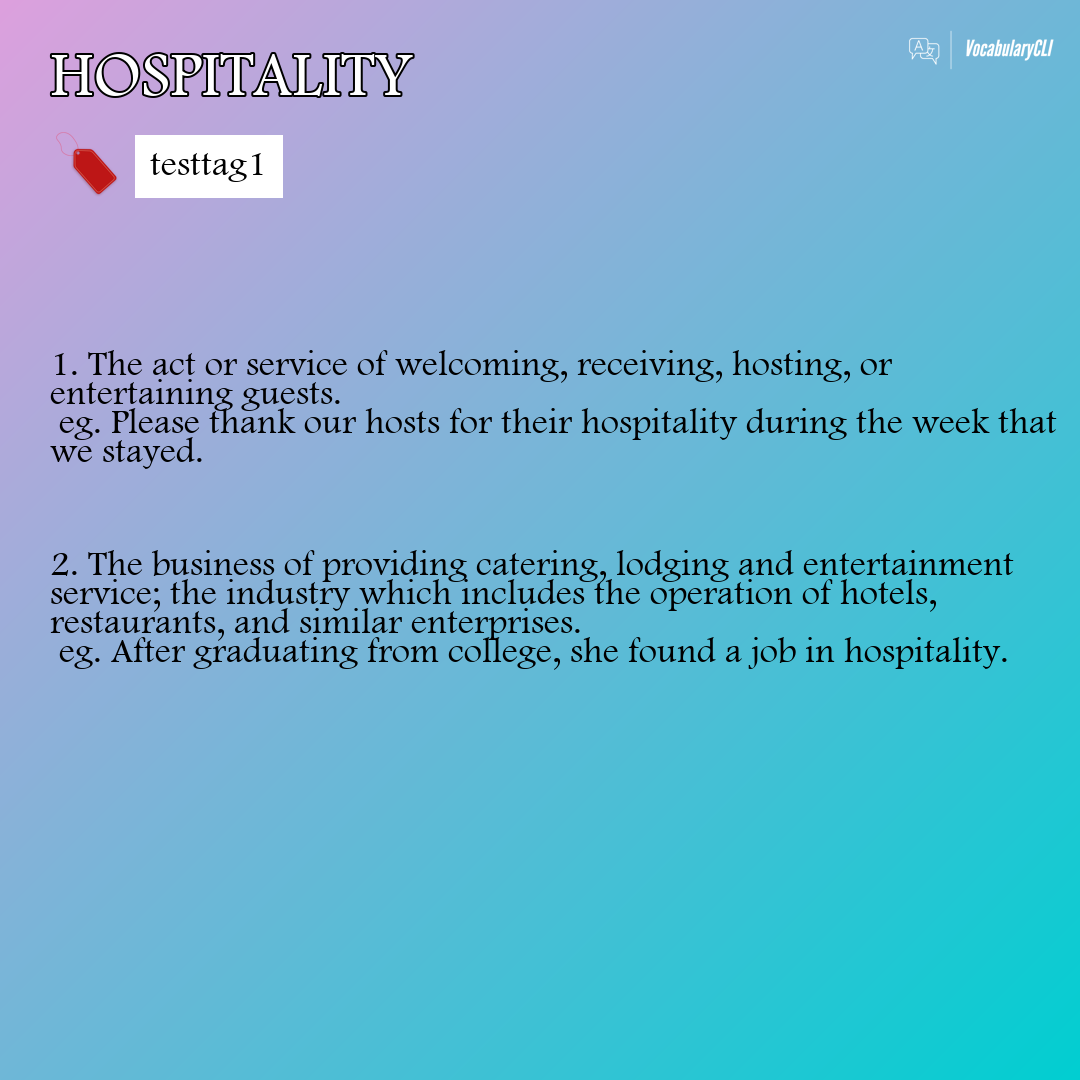 HOSPITALITY
VocabularyCLI
testtag1
1. The act or service of welcoming, receiving, hosting, or
entertaining guests.
eg. Please thank our hosts for their hospitality during the week that
we stayed.
2. The business of providing catering, lodging and entertainment
service; the industry which includes the operation of hotels,
restaurants, and similar enterprises.
eg. After graduating from college, she found a job in hospitality.